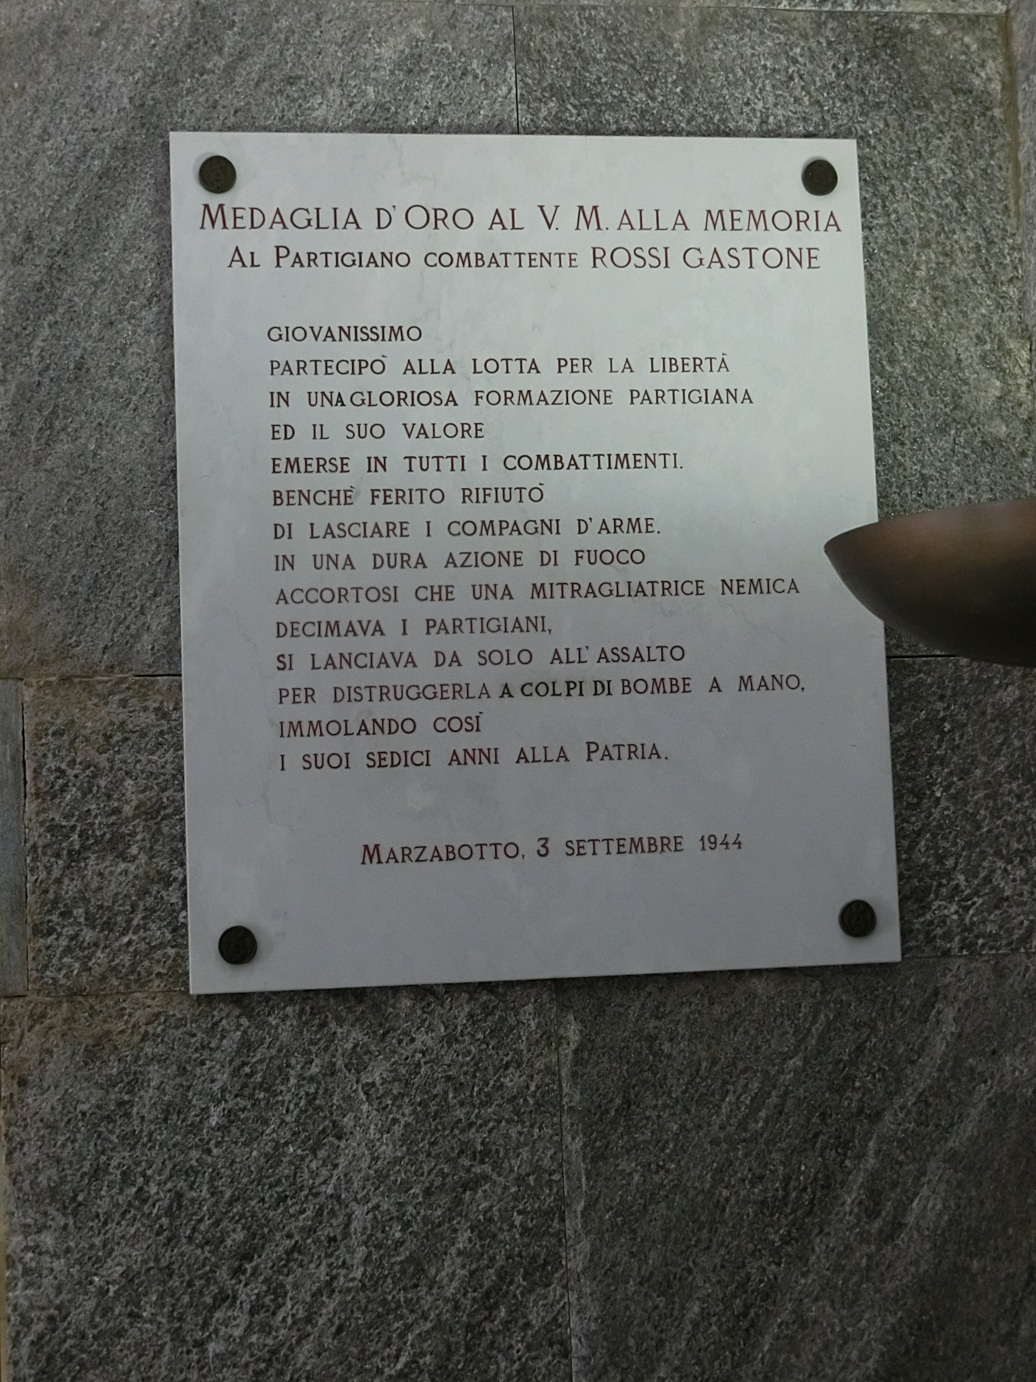 MEDAGLIA D'ORO AL V. M. ALLA MEMORIA
AL PARTIGIANO COMBATTENTE ROSSI GASTONE
GIOVANISSIMO
PARTECIPÒ ALLA LOTTA PER LA LIBERTÀ
IN UNA GLORIOSA FORMAZIONE PARTIGIANA
ED IL SUO VALORE
EMERSE IN TUTTI I COMBATTIMENTI.
BENCHÈ FERITO RIFIUTÒ
DI LASCIARE I COMPAGNI D'ARME.
IN UNA DURA AZIONE DI FUOCO
ACCORTOSI CHE UNA MITRAGLIATRICE NEMICA
DECIMAVA I PARTIGIANI,
SI LANCIAVA DA SOLO ALL'ASSALTO
PER DISTRUGGERLA A COLPI DI BOMBE A MANO,
IMMOLANDO COSÌ
I SUOI SEDICI ANNI ALLA PATRIA.
MARZABOTTO, 3 SETTEMBRE 1944